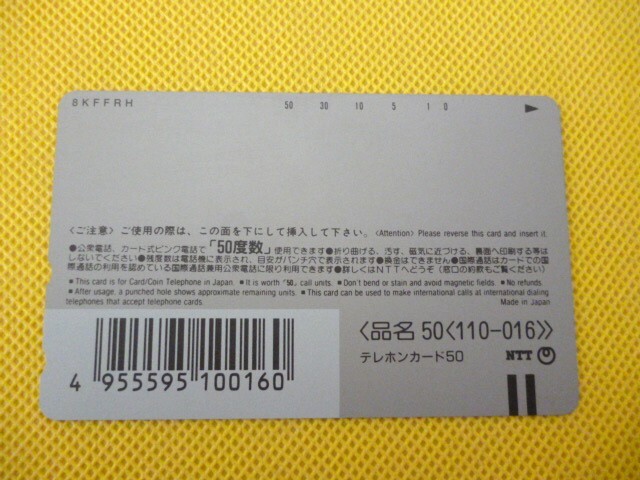 8KFFRH 50 30 10 5 1 0
〈ご注意〉ご使用の際は、この面を下にして挿入して下さい。〈Attention〉Please reverse this card and insert it.
●公衆電話、カード式ピンク電話で「50度数」使用できます●折り曲げる、汚す、磁気に近づける、裏面へ印刷する等は
しないでください●残度数は電話機に表示され、目安がパンチ穴で表示されます●換金はできません●国際通話はカードでの国
際通話の利用を認めている国際通話兼用公衆電話に限り利用できます●詳しくはNTTへどうぞ(窓口の約款もご覧ください)
■This card is for Card/Coin Telephone in Japan. ■It is worth「50」call units. ■Don't bend or stain and avoid magnetic fields. ■No refunds.
■After usage a punched hole shows approximate remaining units. ■This card can be used to make international calls at international dialing
telephones that accept telephone cards. Made in Japan
〈品名 50〈110-016〉〉
テレホンカード50 NTT
4 955595 100160